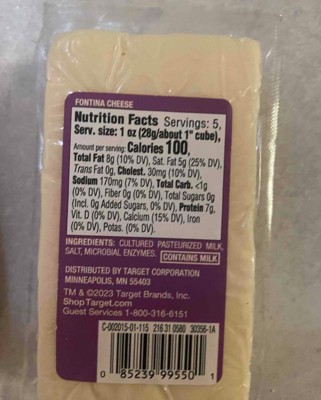 FONTINA CHEESE
Nutrition Facts Servings: 5,
Serv. size: 1 oz (28g/about 1" cube),
Amount per serving: Calories 100,
Total Fat 8g (10% DV), Sat. Fat 5g (25% DV),
Trans Fat 0g, Cholest. 30mg (10% DV),
Sodium 170mg (7% DV), Total Carb. <1g
(0% DV), Fiber 0g (0% DV), Total Sugars 0g
(Incl. 0g Added Sugars, 0% DV), Protein 7g,
Vit. D (0% DV), Calcium (15% DV), Iron
(0% DV), Potas. (0% DV).
INGREDIENTS: CULTURED PASTEURIZED MILK,
SALT, MICROBIAL ENZYMES. CONTAINS MILK
DISTRIBUTED BY TARGET CORPORATION
MINNEAPOLIS, MN 55403
TM & ©2023 Target Brands, Inc.
Shop Target.com
Guest Services 1-800-316-6151
C-002015-01-115 216 31 0580 30356-1A
0 85239 99550 1